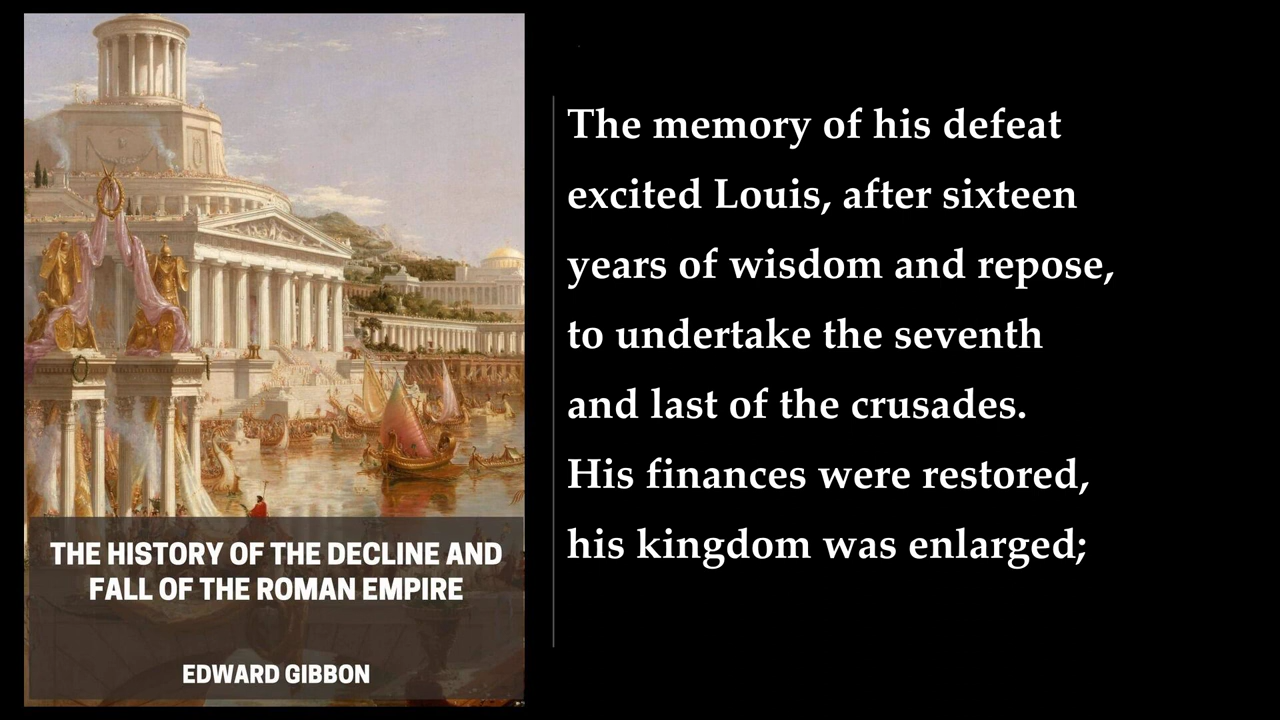 THE HISTORY OF THE DECLINE AND
FALL OF THE ROMAN EMPIRE
EDWARD GIBBON
The memory of his defeat
excited Louis, after sixteen
years of wisdom and repose,
to undertake the seventh
and last of the crusades.
His finances were restored,
his kingdom was enlarged;